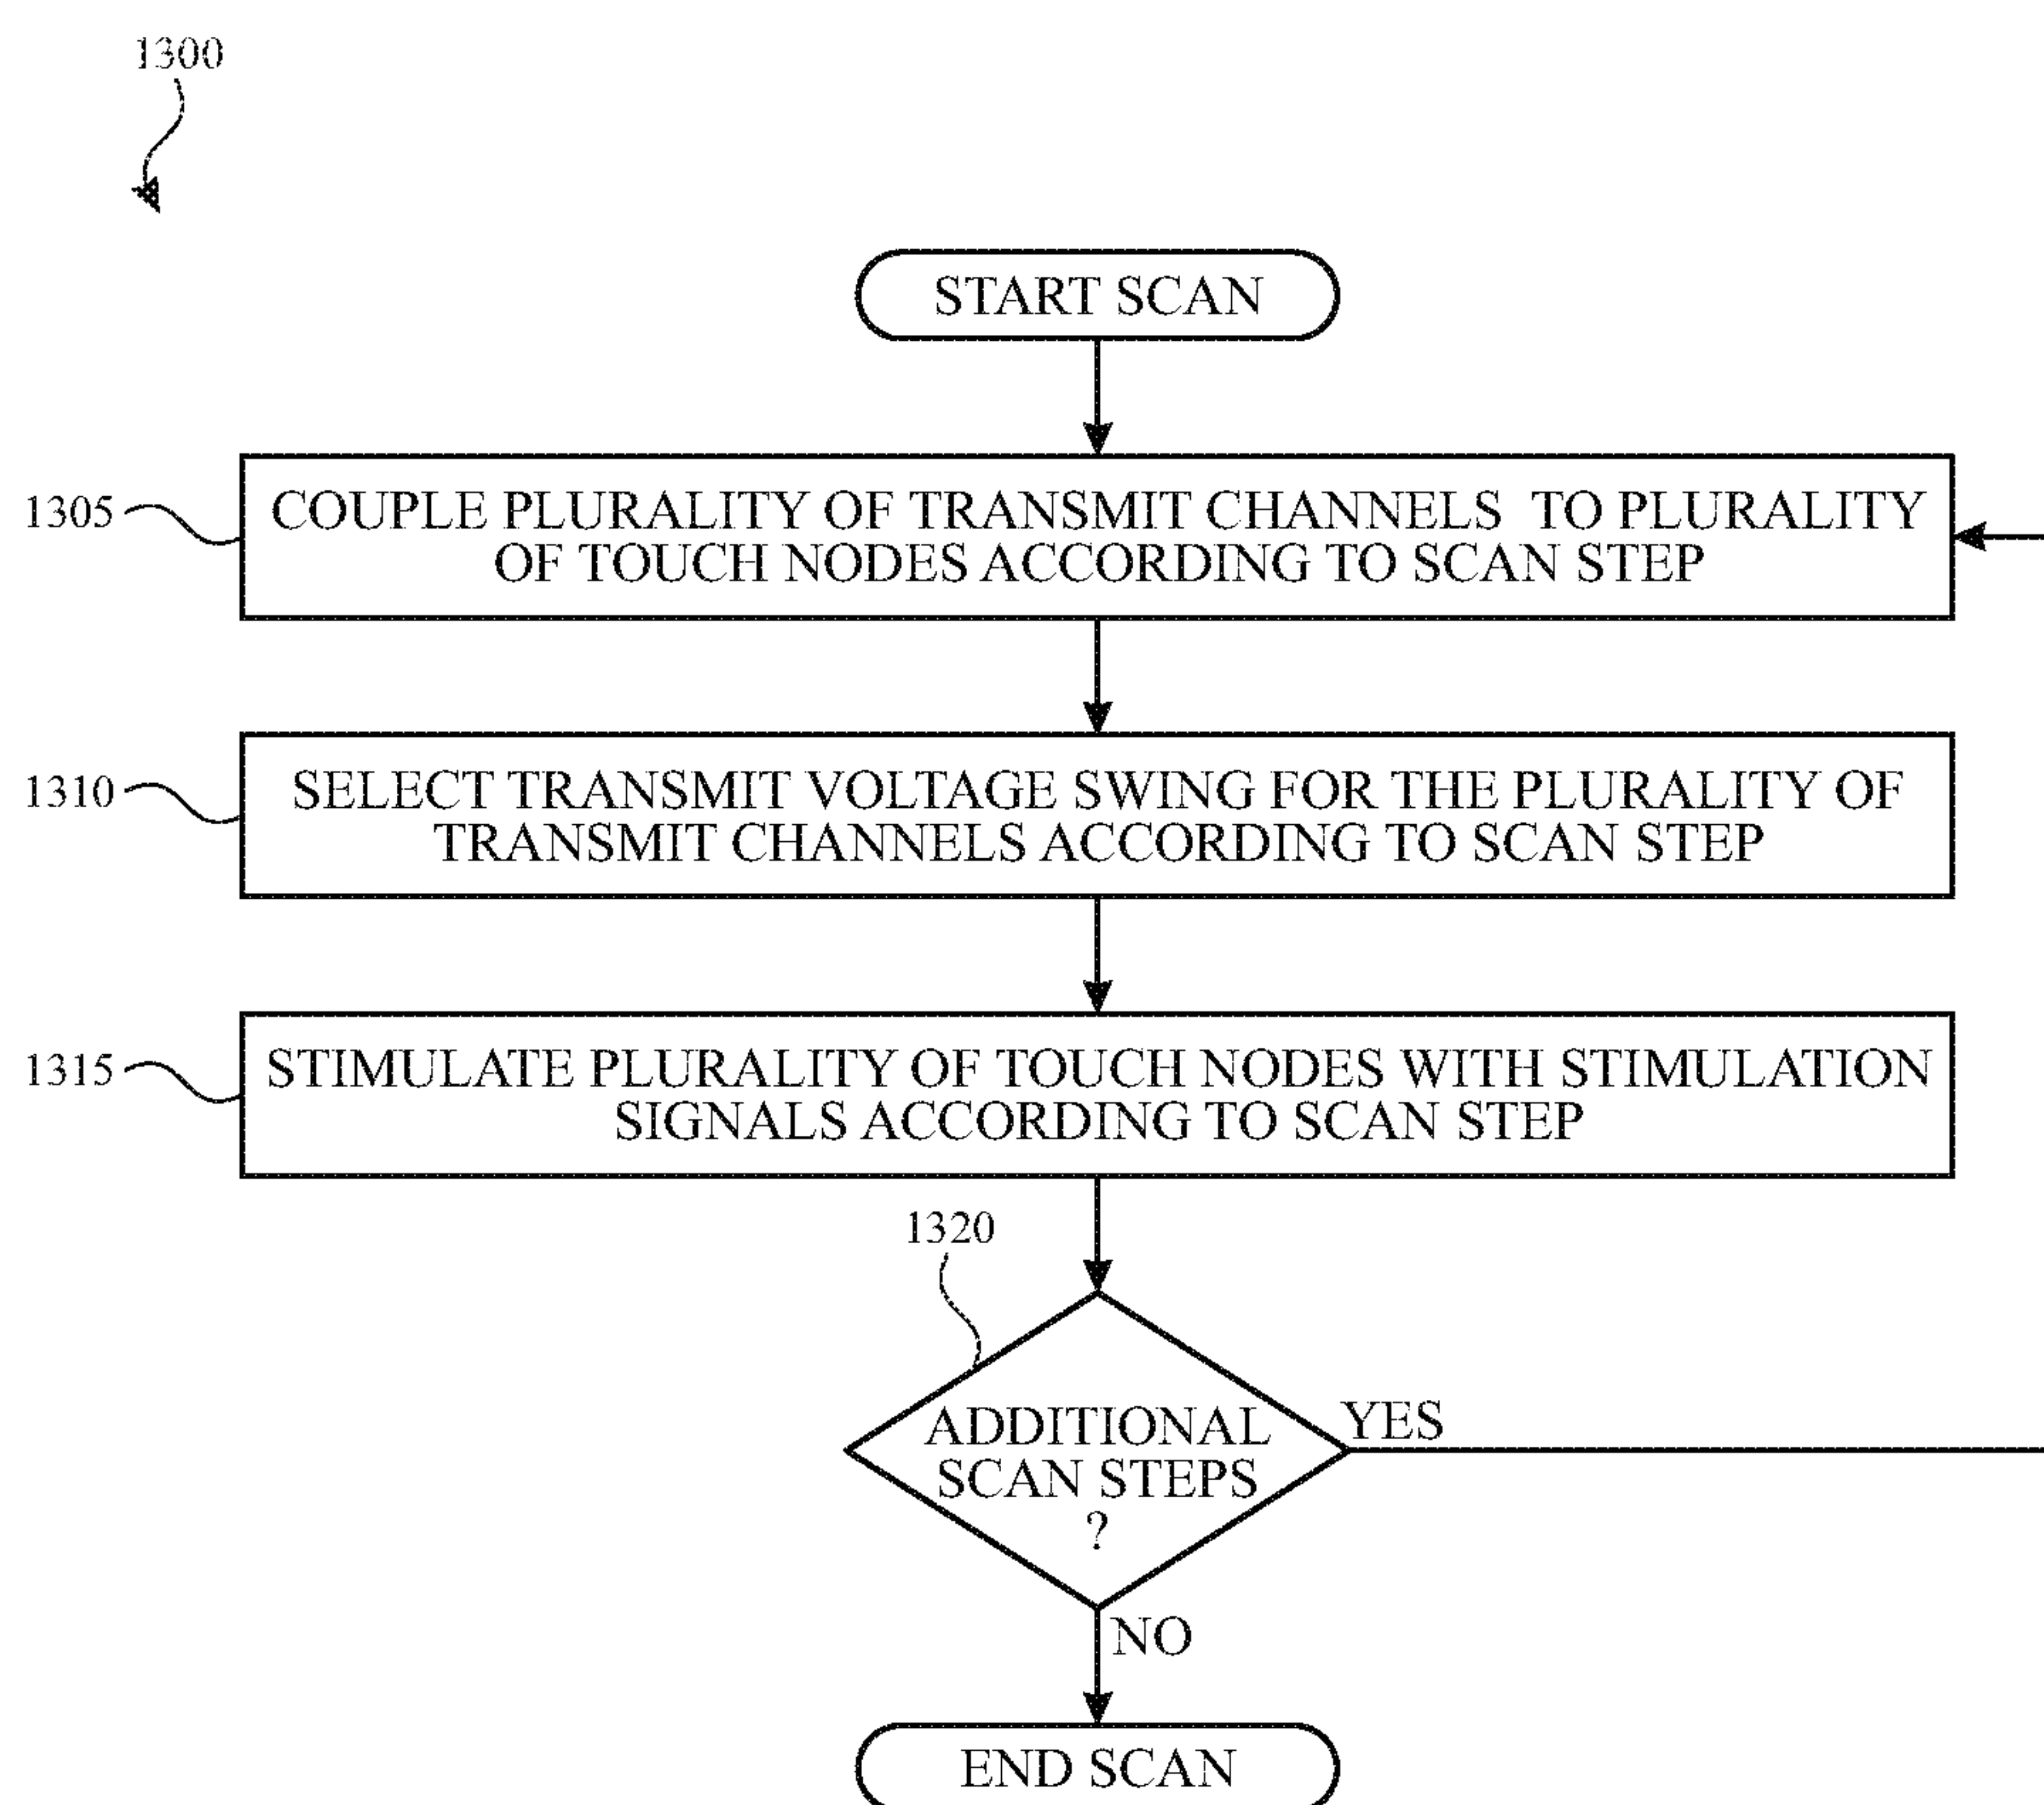 1300
START SCAN
1305
COUPLE PLURALITY OF TRANSMIT CHANNELS TO PLURALITY
OF TOUCH NODES ACCORDING TO SCAN STEP
1310
SELECT TRANSMIT VOLTAGE SWING FOR THE PLURALITY OF
TRANSMIT CHANNELS ACCORDING TO SCAN STEP
1315
STIMULATE PLURALITY OF TOUCH NODES WITH STIMULATION
SIGNALS ACCORDING TO SCAN STEP
1320
ADDITIONAL
SCAN STEPS
?
YES
NO
END SCAN